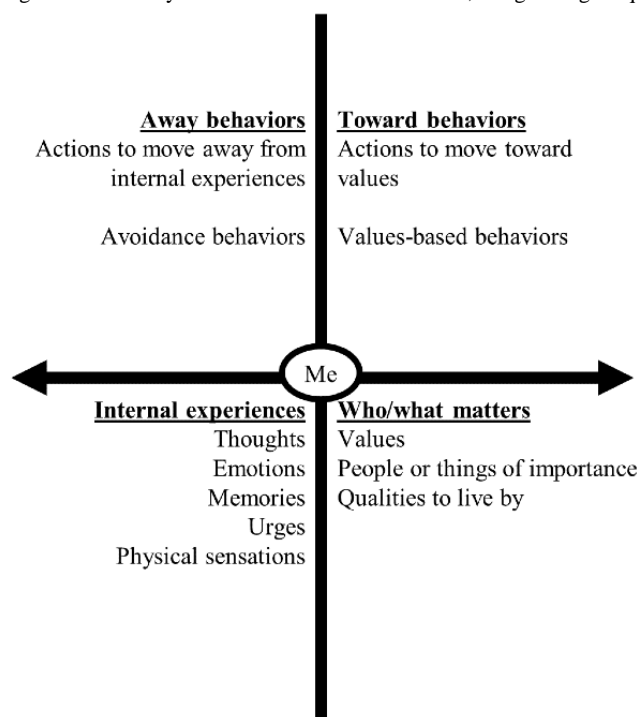 Away behaviors
Actions to move away from
internal experiences
Avoidance behaviors
Toward behaviors
Actions to move toward
values
Values-based behaviors
Me
Internal experiences
Thoughts
Emotions
Memories
Urges
Physical sensations
Who/what matters
Values
People or things of importance
Qualities to live by